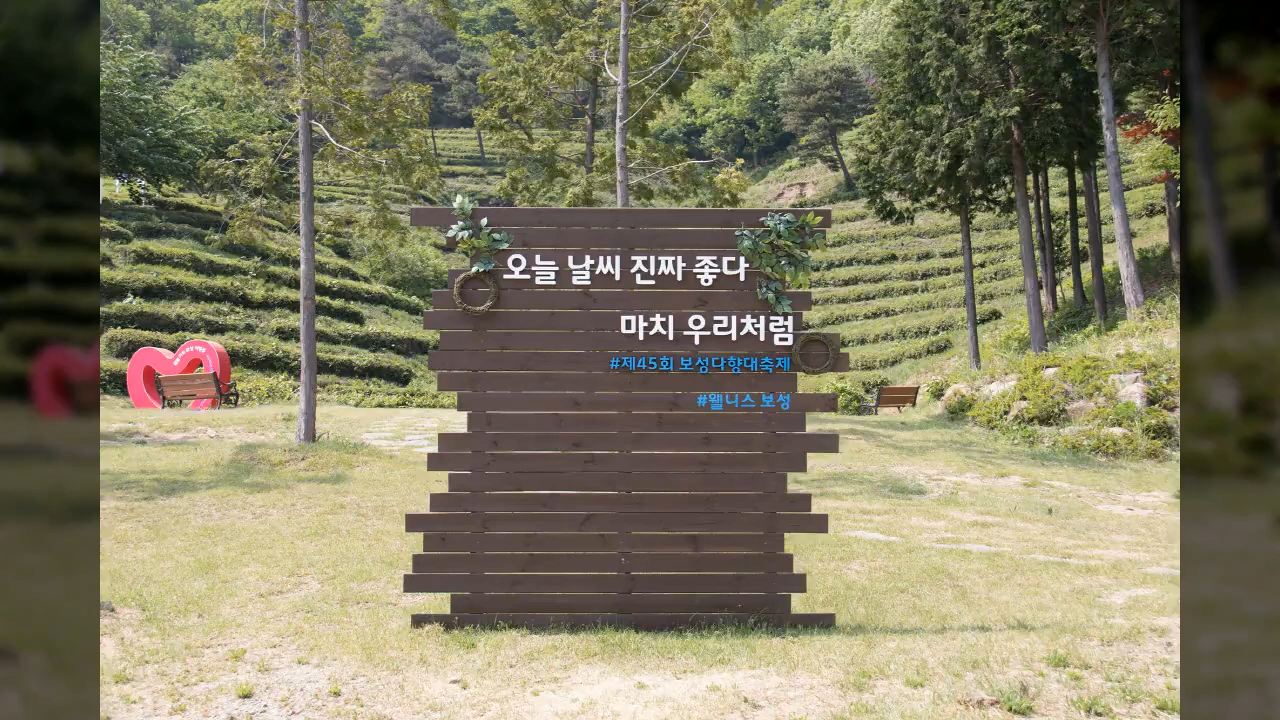 오늘 날씨 진짜 좋다
마치 우리처럼
#제45회 보성다향대축제
#웰니스 보성